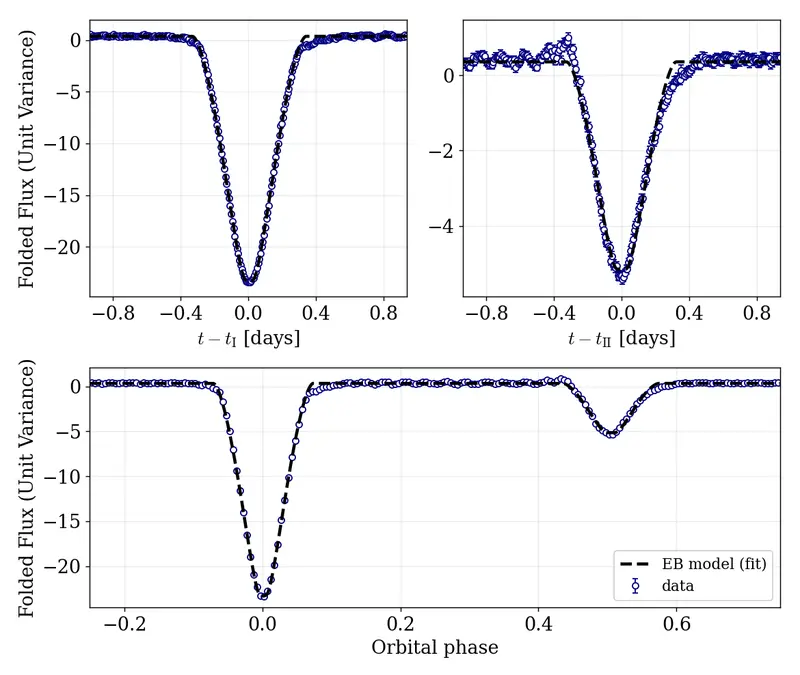 Folded Flux (Unit Variance)
0
−5
−10
−15
−20
−0.8 −0.4 0.0 0.4 0.8
t − tI [days]
0
−2
−4
−0.8 −0.4 0.0 0.4 0.8
t − tII [days]
Folded Flux (Unit Variance)
0
−5
−10
−15
−20
−0.2 0.0 0.2 0.4 0.6
Orbital phase
EB model (fit)
data